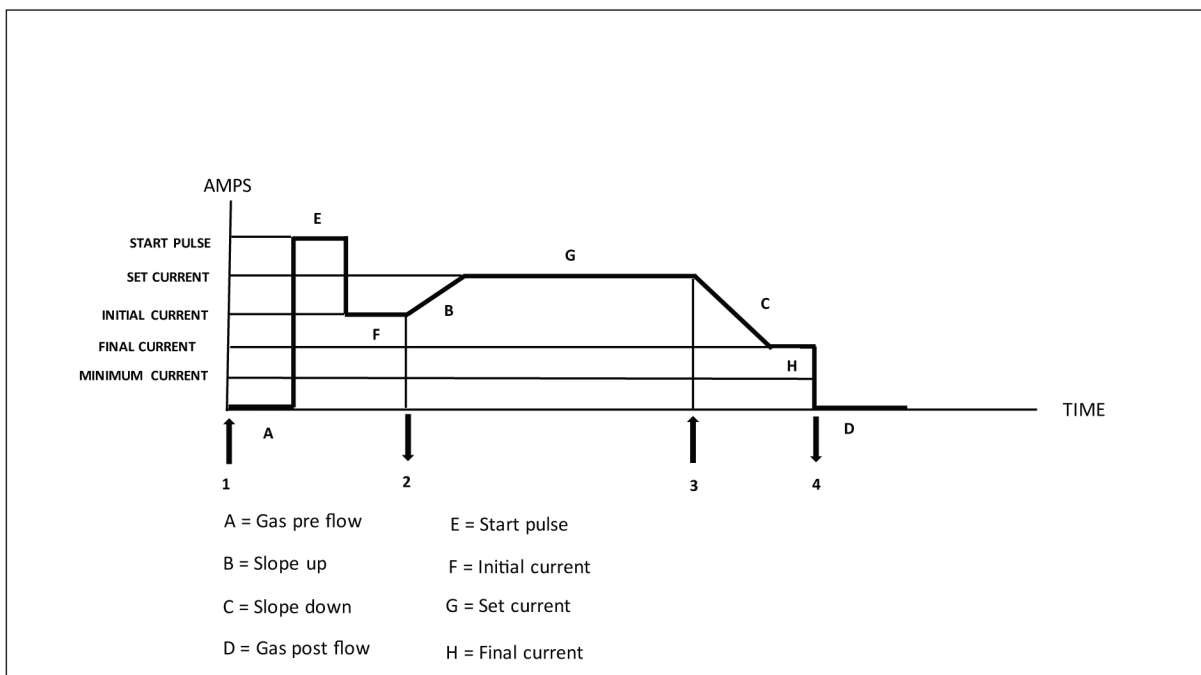 AMPS
E
START PULSE
SET CURRENT
G
INITIAL CURRENT
B
C
F
FINAL CURRENT
H
MINIMUM CURRENT
TIME
A
D
1
2
3
4
A = Gas pre flow
E = Start pulse
B = Slope up
F = Initial current
C = Slope down
G = Set current
D = Gas post flow
H = Final current